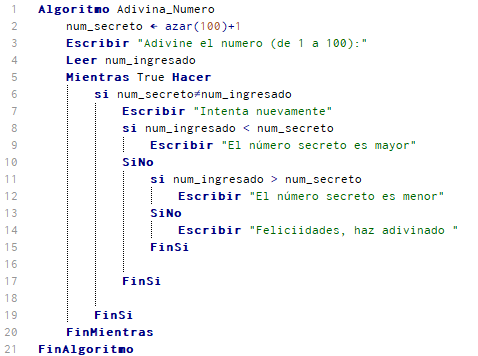 1 Algoritmo Adivina_Numero
2 num_secreto ← azar(100)+1
3 Escribir "Adivine el numero (de 1 a 100):"
4 Leer num_ingresado
5 Mientras True Hacer
6 si num_secreto≠num_ingresado
7 Escribir "Intenta nuevamente"
8 si num_ingresado < num_secreto
9 Escribir "El número secreto es mayor"
10 SiNo
11 si num_ingresado > num_secreto
12 Escribir "El número secreto es menor"
13 SiNo
14 Escribir "Feliciidades, haz adivinado "
15 FinSi
16
17 FinSi
18
19 FinSi
20 FinMientras
21 FinAlgoritmo